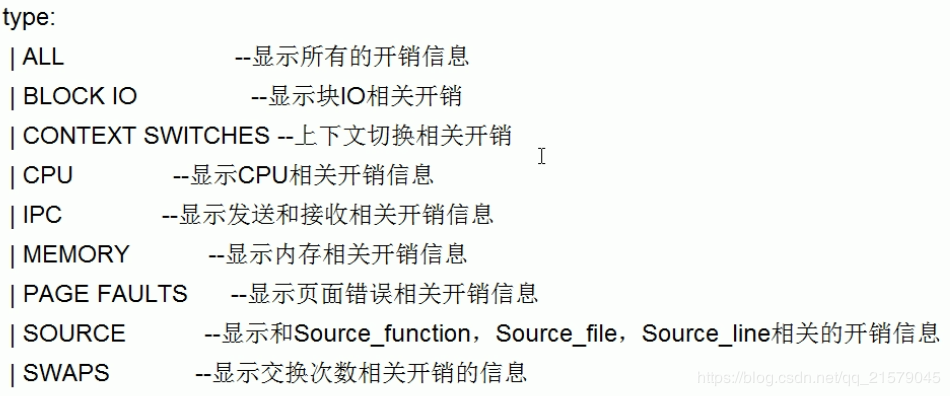 type:
| ALL --显示所有的开销信息
| BLOCK IO --显示块IO相关开销
| CONTEXT SWITCHES --上下文切换相关开销
| CPU --显示CPU相关开销信息
| IPC --显示发送和接收相关开销信息
| MEMORY --显示内存相关开销信息
| PAGE FAULTS --显示页面错误相关开销信息
| SOURCE --显示和Source_function，Source_file，Source_line相关的开销信息
| SWAPS --显示交换次数相关开销的信息
https://blog.csdn.net/qq_21579045